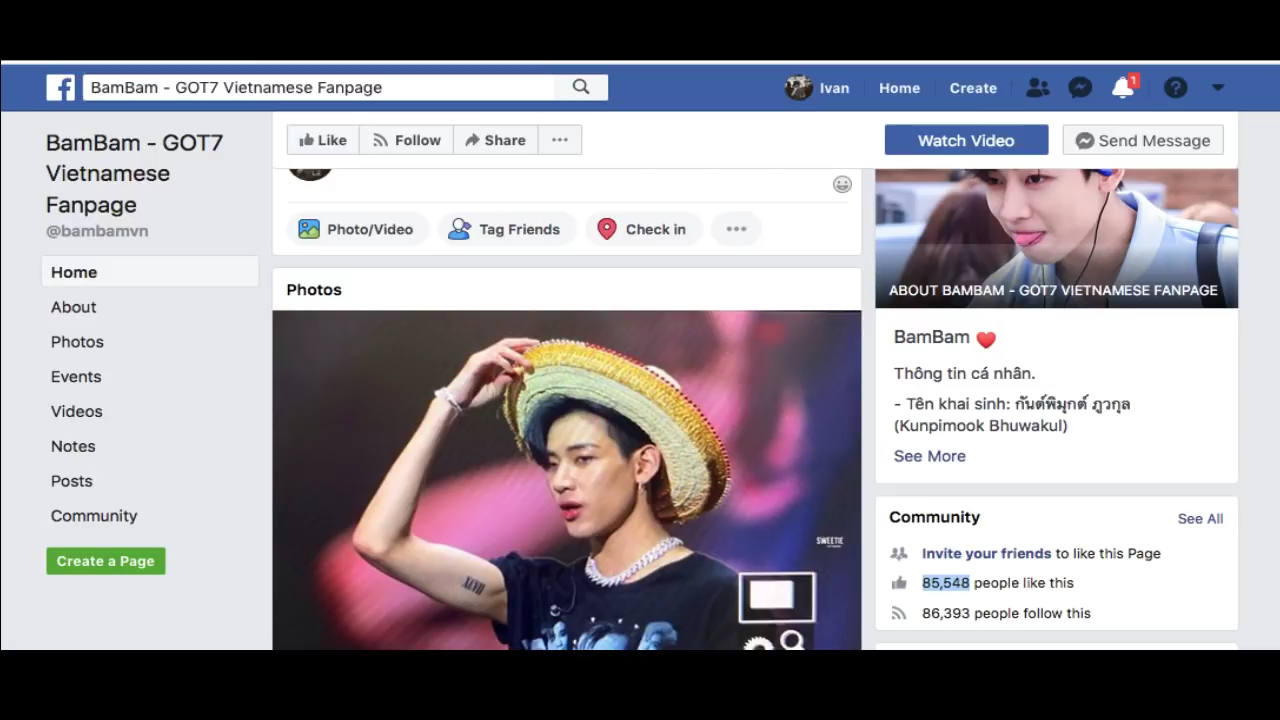 BamBam - GOT7 Vietnamese Fanpage
Ivan
Home
Create
1
BamBam - GOT7
Vietnamese
Fanpage
@bambamvn
Home
About
Photos
Events
Videos
Notes
Posts
Community
Create a Page
Like
Follow
Share
Watch Video
Send Message
Photo/Video
Tag Friends
Check in
Photos
SWEETIE
ABOUT BAMBAM - GOT7 VIETNAMESE FANPAGE
BamBam ❤️
Thông tin cá nhân.
- Tên khai sinh: กันต์พิมุกต์ ภูวกุล
(Kunpimook Bhuwakul)
See More
Community
See All
Invite your friends to like this Page
85,548 people like this
86,393 people follow this